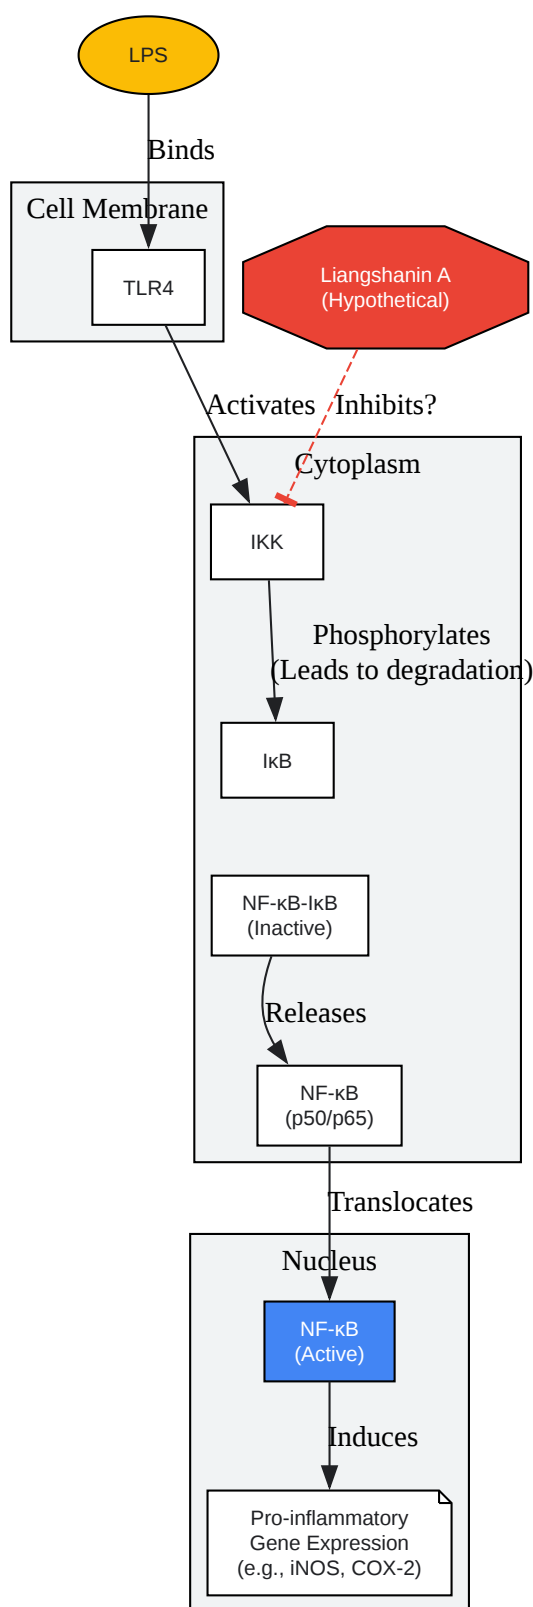 LPS
Binds
Cell Membrane
TLR4
Liangshanin A
(Hypothetical)
Activates
Inhibits?
Cytoplasm
IKK
Phosphorylates
(Leads to degradation)
IκB
NF-κB-IκB
(Inactive)
Releases
NF-κB
(p50/p65)
Translocates
Nucleus
NF-κB
(Active)
Induces
Pro-inflammatory
Gene Expression
(e.g., iNOS, COX-2)